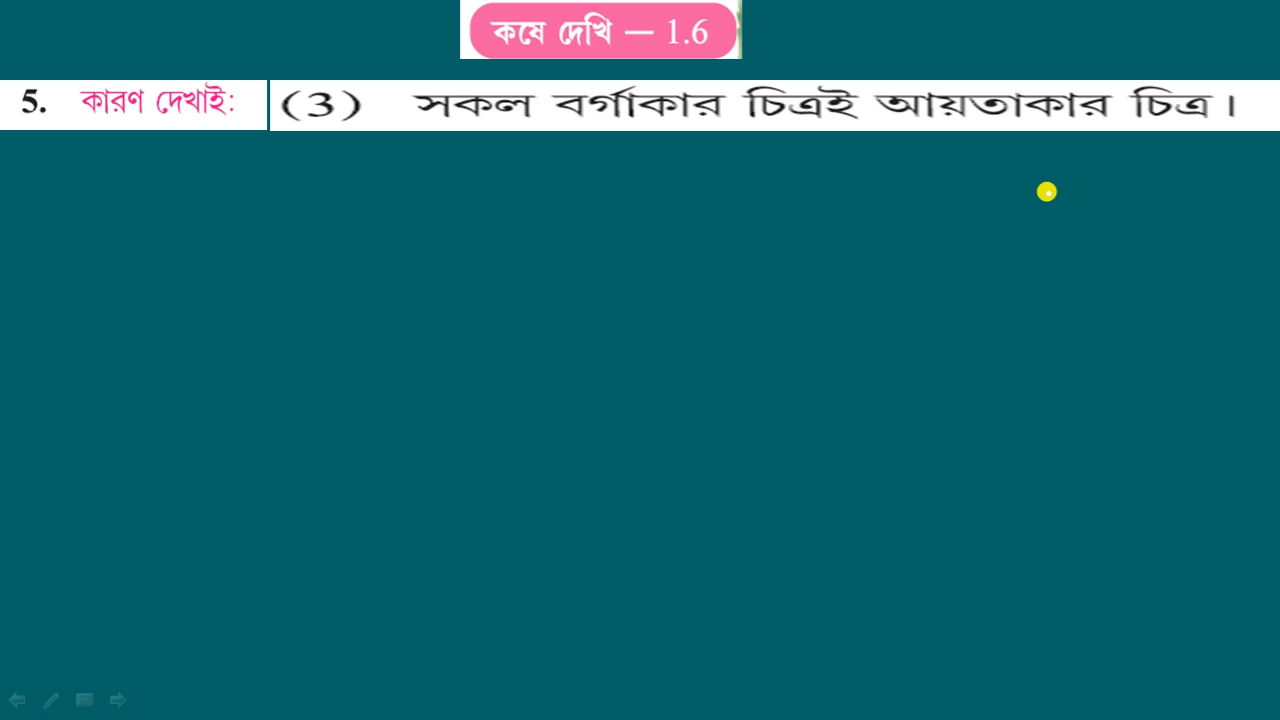 কষে দেখি — 1.6
5. কারণ দেখাই: (3) সকল বর্গাকার চিত্রই আয়তাকার চিত্র।